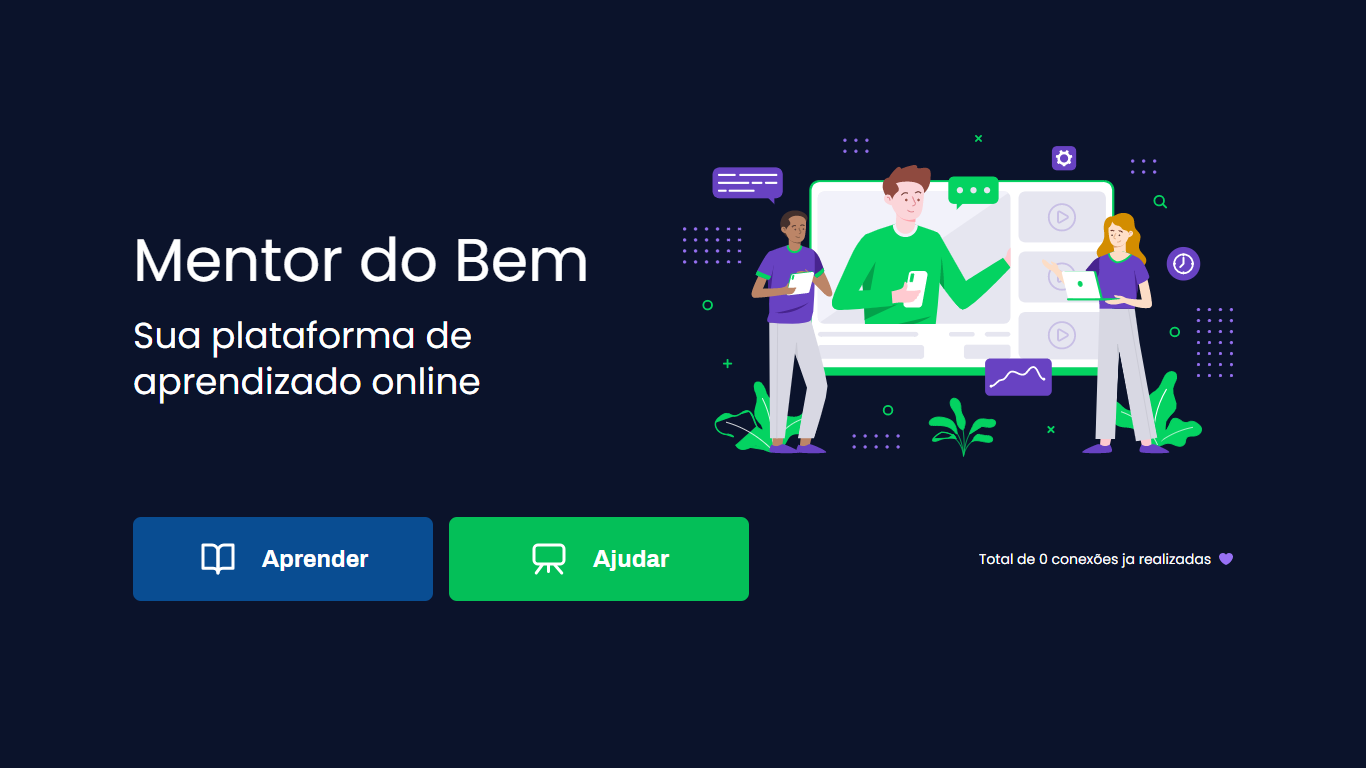 Mentor do Bem
Sua plataforma de
aprendizado online
Aprender
Ajudar
Total de 0 conexões ja realizadas